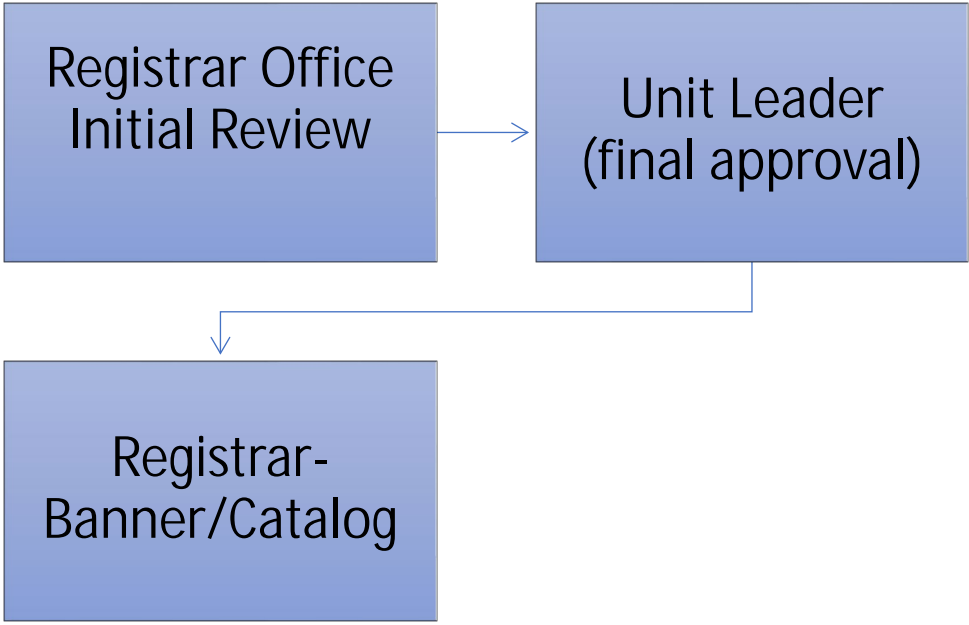 Registrar Office
Initial Review
Unit Leader
(final approval)
Registrar-
Banner/Catalog